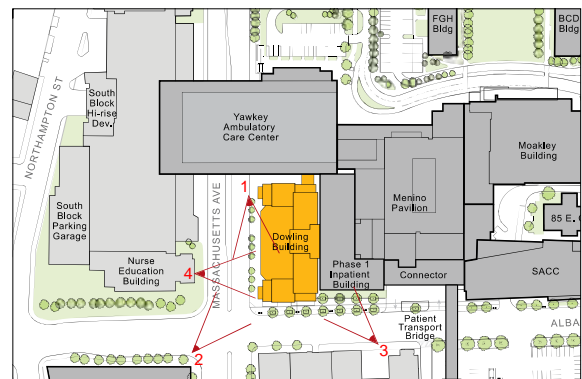 FGH
Bldg
BCD
Bldg
NORTHAMPTON ST
South
Block
Hi-rise
Dev.
Yawkey
Ambulatory
Care Center
Moakley
Building
MASSACHUSETTS AVE
1
Menino
Pavilion
South
Block
Parking
Garage
Dowling
Building
85 E. C
Nurse
Education
Building
4
Phase 1
Inpatient
Building
Connector
SACC
Patient
Transport
Bridge
ALBA
2
3